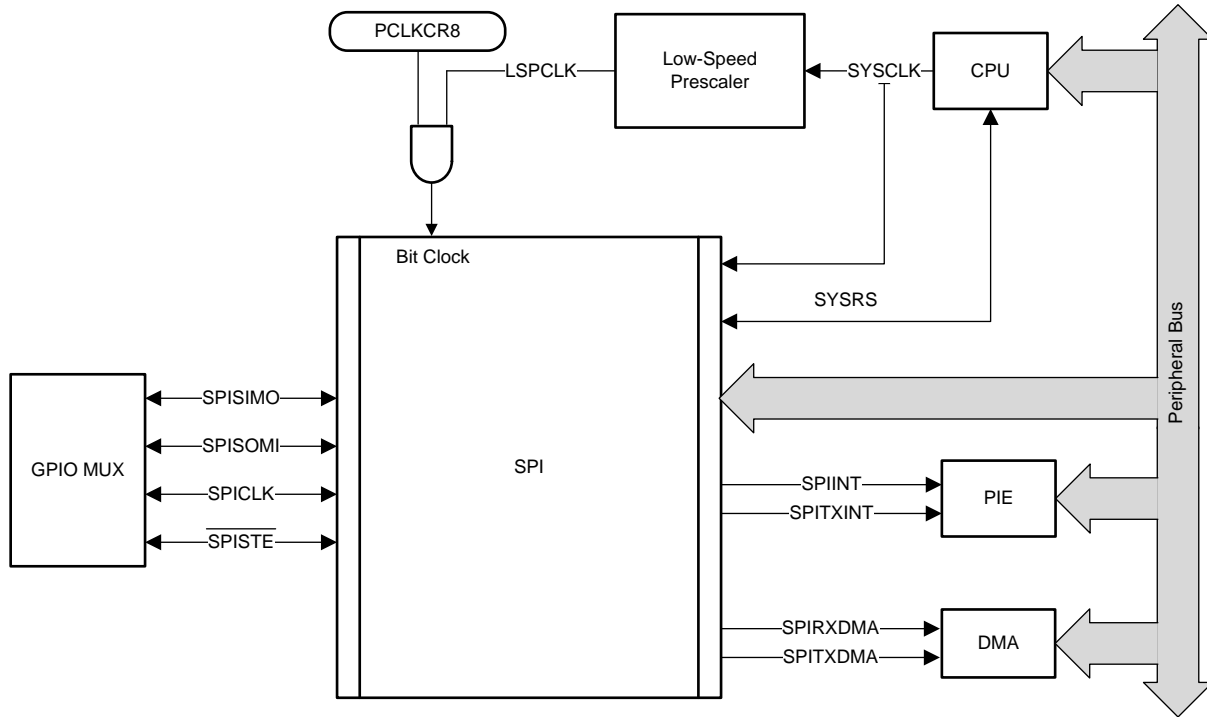 PCLKCR8
LSPCLK
Low-Speed
Prescaler
SYSCLK
CPU
Bit Clock
SYSRS
Peripheral Bus
GPIO MUX
SPISIMO
SPISOMI
SPICLK
SPISTE
SPI
SPIINT
SPITXINT
PIE
SPIRXDMA
SPITXDMA
DMA